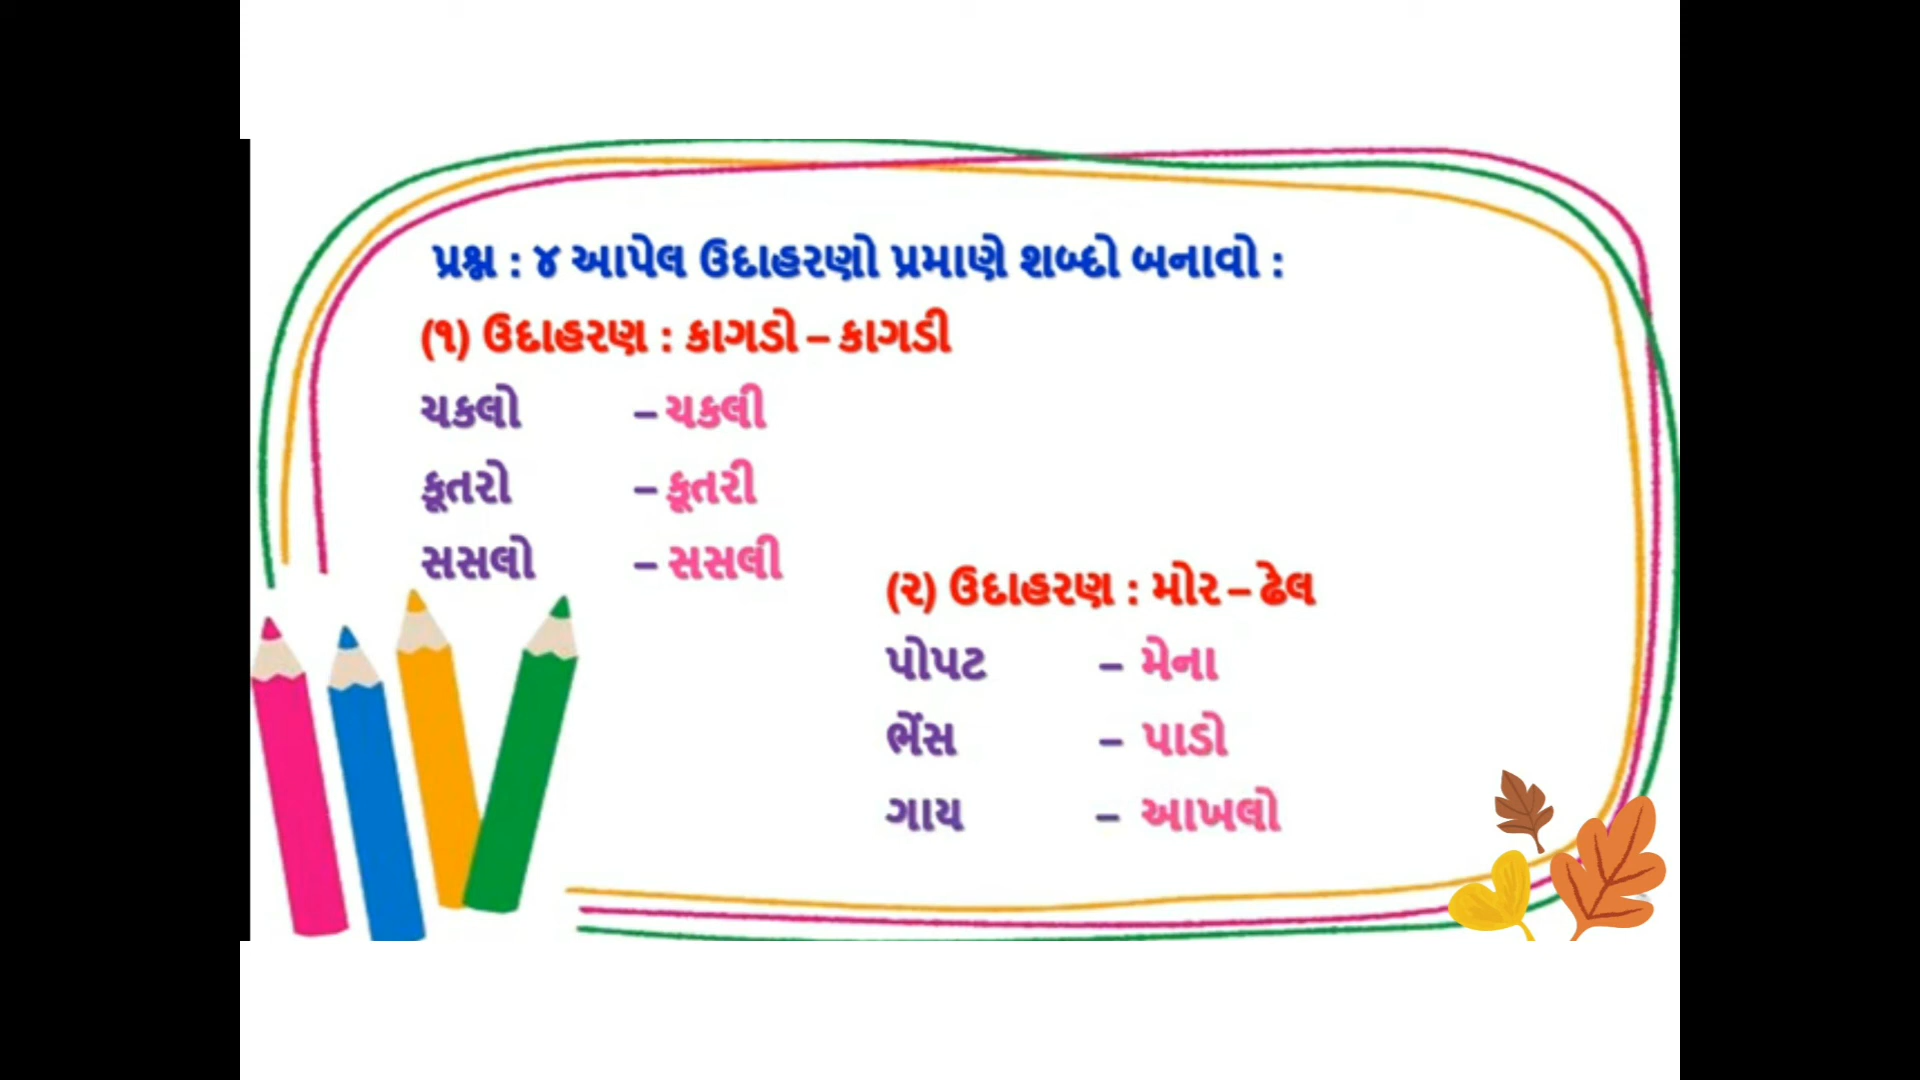 પ્રશ્ન : ૪ આપેલ ઉદાહરણો પ્રમાણે શબ્દો બનાવો :
(૧) ઉદાહરણ : કાગડો – કાગડી
ચકલો – ચકલી
કૂતરો – કૂતરી
સસલો – સસલી
(૨) ઉદાહરણ : મોર – ઢેલ
પોપટ – મેના
ભેંસ – પાડો
ગાય – આખલો